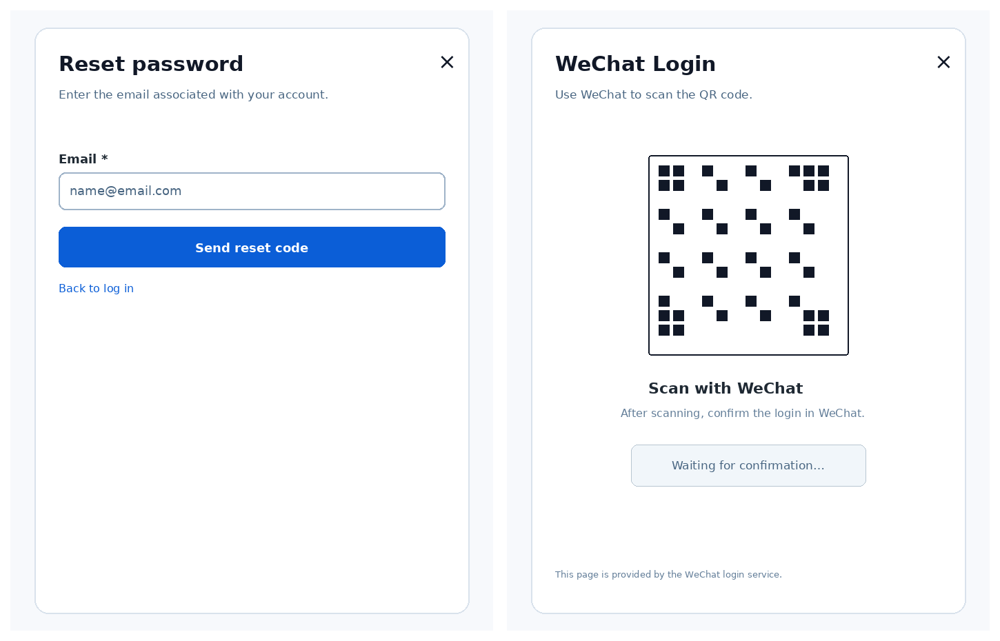 Reset password
Enter the email associated with your account.
Email *
name@email.com
Send reset code
Back to log in
WeChat Login
Use WeChat to scan the QR code.
Scan with WeChat
After scanning, confirm the login in WeChat.
Waiting for confirmation...
This page is provided by the WeChat login service.